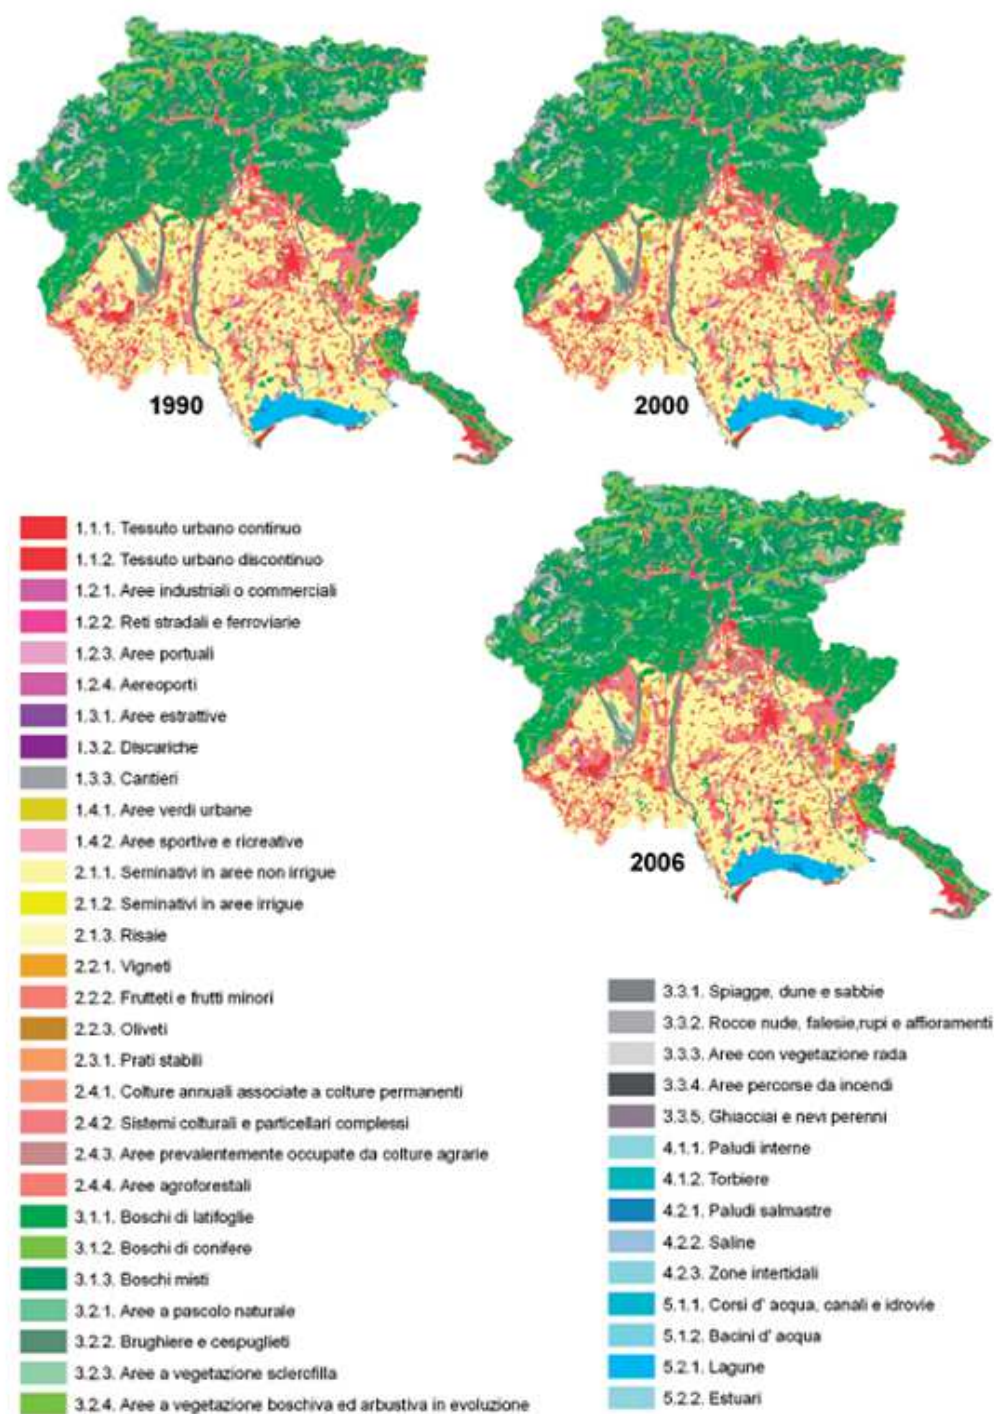 1990
2000
2006
1.1.1. Tessuto urbano continuo
1.1.2. Tessuto urbano discontinuo
1.2.1. Aree industriali o commerciali
1.2.2. Reti stradali e ferroviarie
1.2.3. Aree portuali
1.2.4. Aereoporti
1.3.1. Aree estrattive
1.3.2. Discariche
1.3.3. Cantieri
1.4.1. Aree verdi urbane
1.4.2. Aree sportive e ricreative
2.1.1. Seminativi in aree non irrigue
2.1.2. Seminativi in aree irrigue
2.1.3. Risaie
2.2.1. Vigneti
2.2.2. Frutteti e frutti minori
2.2.3. Oliveti
2.3.1. Prati stabili
2.4.1. Colture annuali associate a colture permanenti
2.4.2. Sistemi colturali e particellari complessi
2.4.3. Aree prevalentemente occupate da colture agrarie
2.4.4. Aree agroforestali
3.1.1. Boschi di latifoglie
3.1.2. Boschi di conifere
3.1.3. Boschi misti
3.2.1. Aree a pascolo naturale
3.2.2. Brughiere e cespuglieti
3.2.3. Aree a vegetazione sclerofilla
3.2.4. Aree a vegetazione boschiva ed arbustiva in evoluzione
3.3.1. Spiagge, dune e sabbie
3.3.2. Rocce nude, falesie,rupi e affioramenti
3.3.3. Aree con vegetazione rada
3.3.4. Aree percorse da incendi
3.3.5. Ghiacciai e nevi perenni
4.1.1. Paludi interne
4.1.2. Torbiere
4.2.1. Paludi salmastre
4.2.2. Saline
4.2.3. Zone intertidali
5.1.1. Corsi d' acqua, canali e idrovie
5.1.2. Bacini d' acqua
5.2.1. Lagune
5.2.2. Estuari